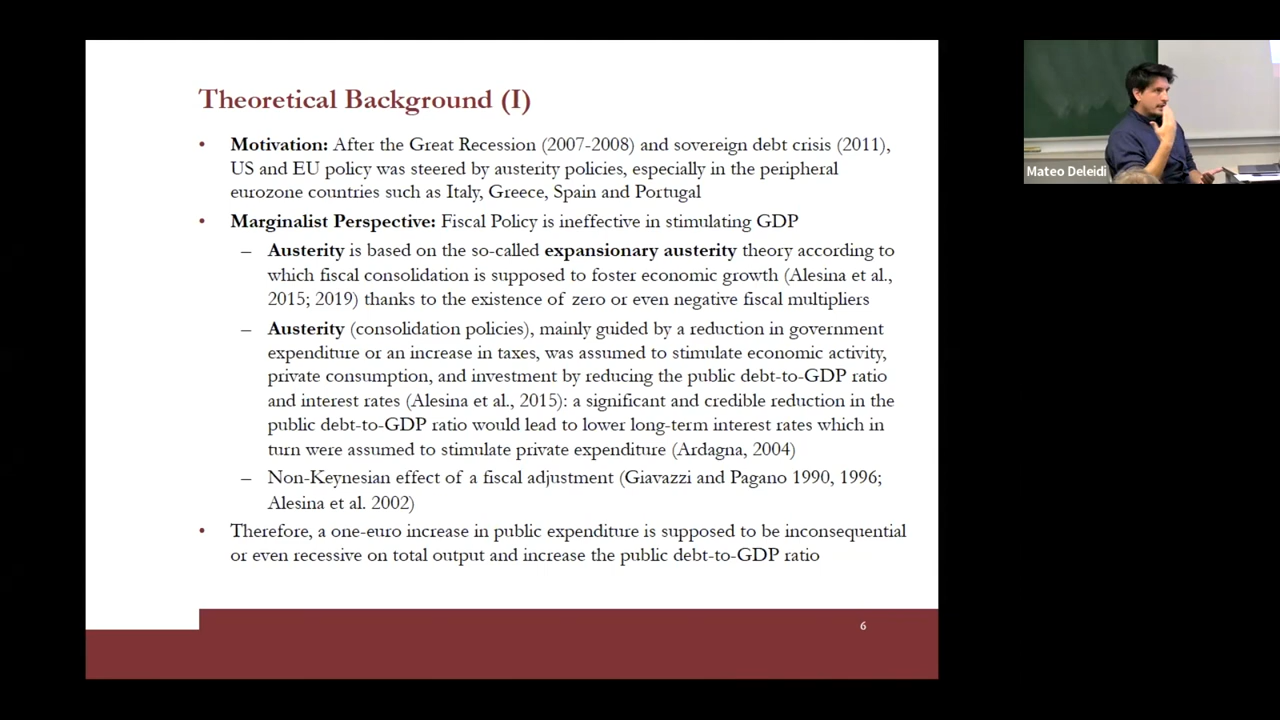 Theoretical Background (I)
• Motivation: After the Great Recession (2007-2008) and sovereign debt crisis (2011),
US and EU policy was steered by austerity policies, especially in the peripheral
eurozone countries such as Italy, Greece, Spain and Portugal
• Marginalist Perspective: Fiscal Policy is ineffective in stimulating GDP
– Austerity is based on the so-called expansionary austerity theory according to
which fiscal consolidation is supposed to foster economic growth (Alesina et al.,
2015; 2019) thanks to the existence of zero or even negative fiscal multipliers
– Austerity (consolidation policies), mainly guided by a reduction in government
expenditure or an increase in taxes, was assumed to stimulate economic activity,
private consumption, and investment by reducing the public debt-to-GDP ratio
and interest rates (Alesina et al., 2015): a significant and credible reduction in the
public debt-to-GDP ratio would lead to lower long-term interest rates which in
turn were assumed to stimulate private expenditure (Ardagna, 2004)
– Non-Keynesian effect of a fiscal adjustment (Giavazzi and Pagano 1990, 1996;
Alesina et al. 2002)
• Therefore, a one-euro increase in public expenditure is supposed to be inconsequential
or even recessive on total output and increase the public debt-to-GDP ratio
6
Mateo Deleidi